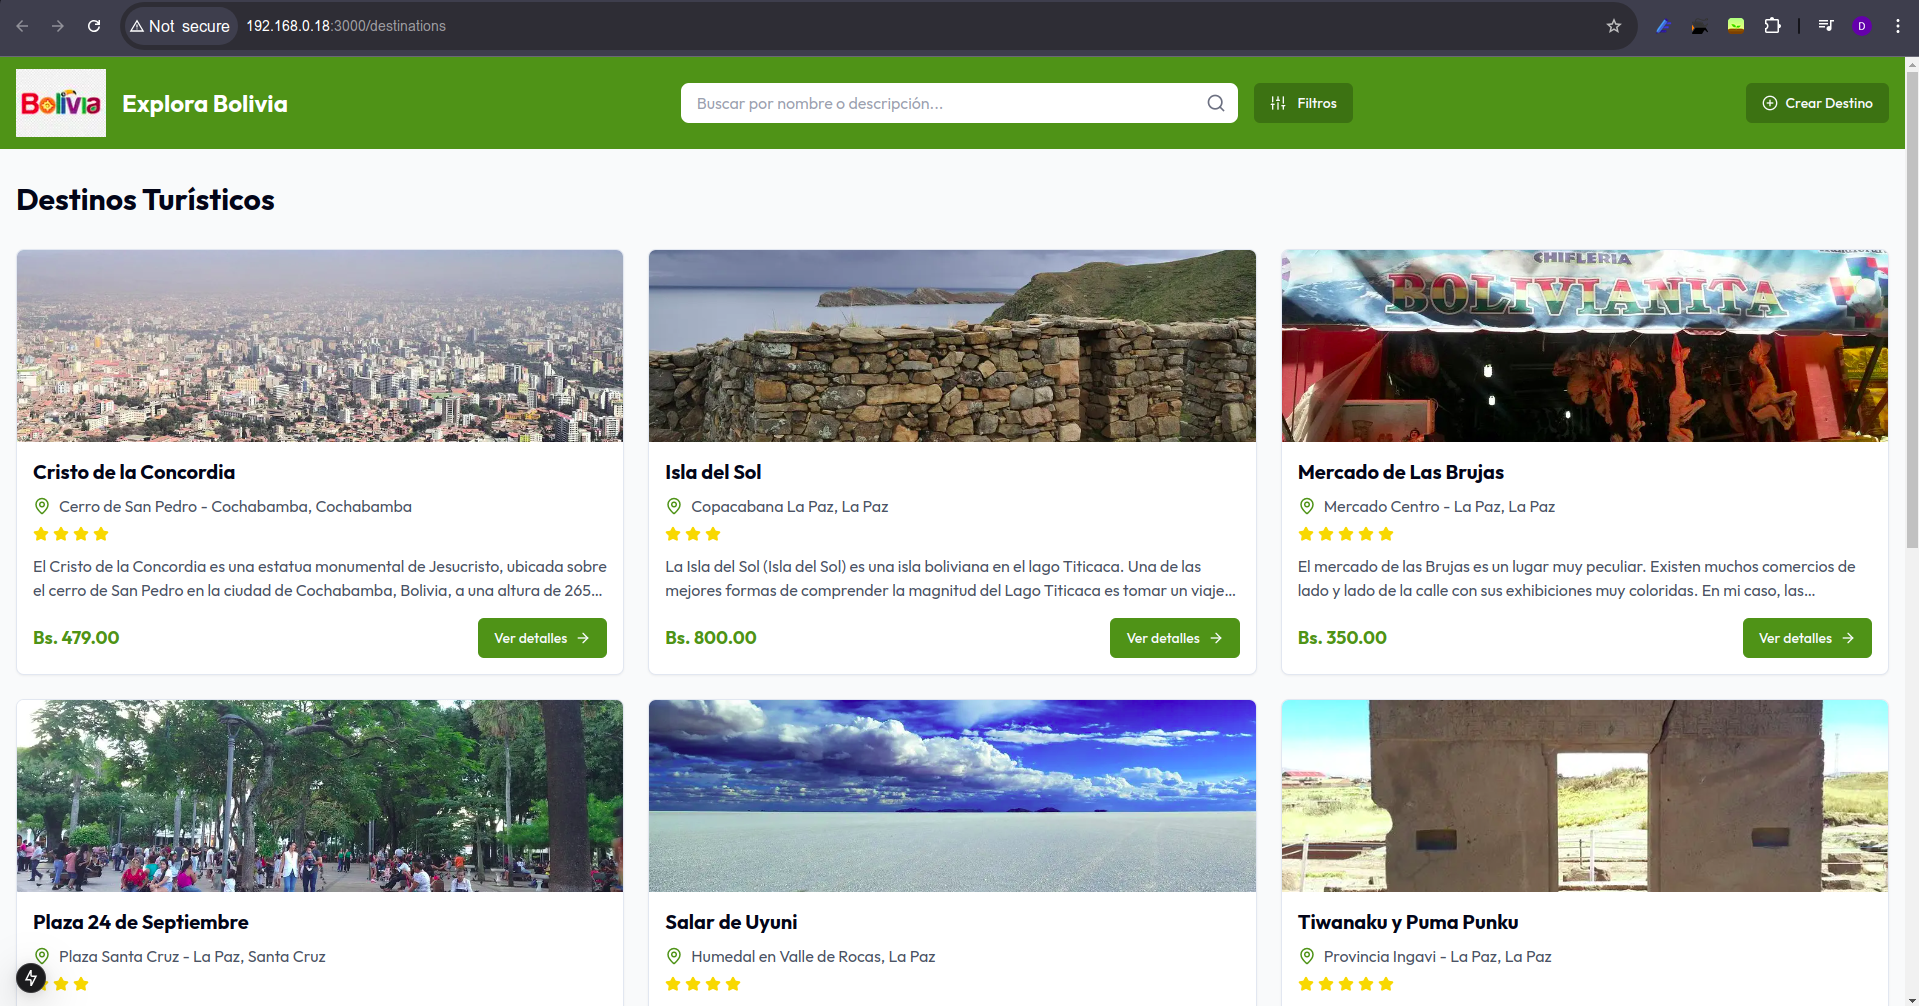 Not secure
192.168.0.18:3000/destinations
D
Bolivia
Explora Bolivia
Buscar por nombre o descripción...
Filtros
Crear Destino
Destinos Turísticos
CHIFLERIA
BOLIVIANITA
Cristo de la Concordia
Cerro de San Pedro - Cochabamba, Cochabamba
El Cristo de la Concordia es una estatua monumental de Jesucristo, ubicada sobre
el cerro de San Pedro en la ciudad de Cochabamba, Bolivia, a una altura de 265...
Bs. 479.00
Ver detalles
Isla del Sol
Copacabana La Paz, La Paz
La Isla del Sol (Isla del Sol) es una isla boliviana en el lago Titicaca. Una de las
mejores formas de comprender la magnitud del Lago Titicaca es tomar un viaje...
Bs. 800.00
Ver detalles
Mercado de Las Brujas
Mercado Centro - La Paz, La Paz
El mercado de las Brujas es un lugar muy peculiar. Existen muchos comercios de
lado y lado de la calle con sus exhibiciones muy coloridas. En mi caso, las...
Bs. 350.00
Ver detalles
Plaza 24 de Septiembre
Plaza Santa Cruz - La Paz, Santa Cruz
Salar de Uyuni
Humedal en Valle de Rocas, La Paz
Tiwanaku y Puma Punku
Provincia Ingavi - La Paz, La Paz